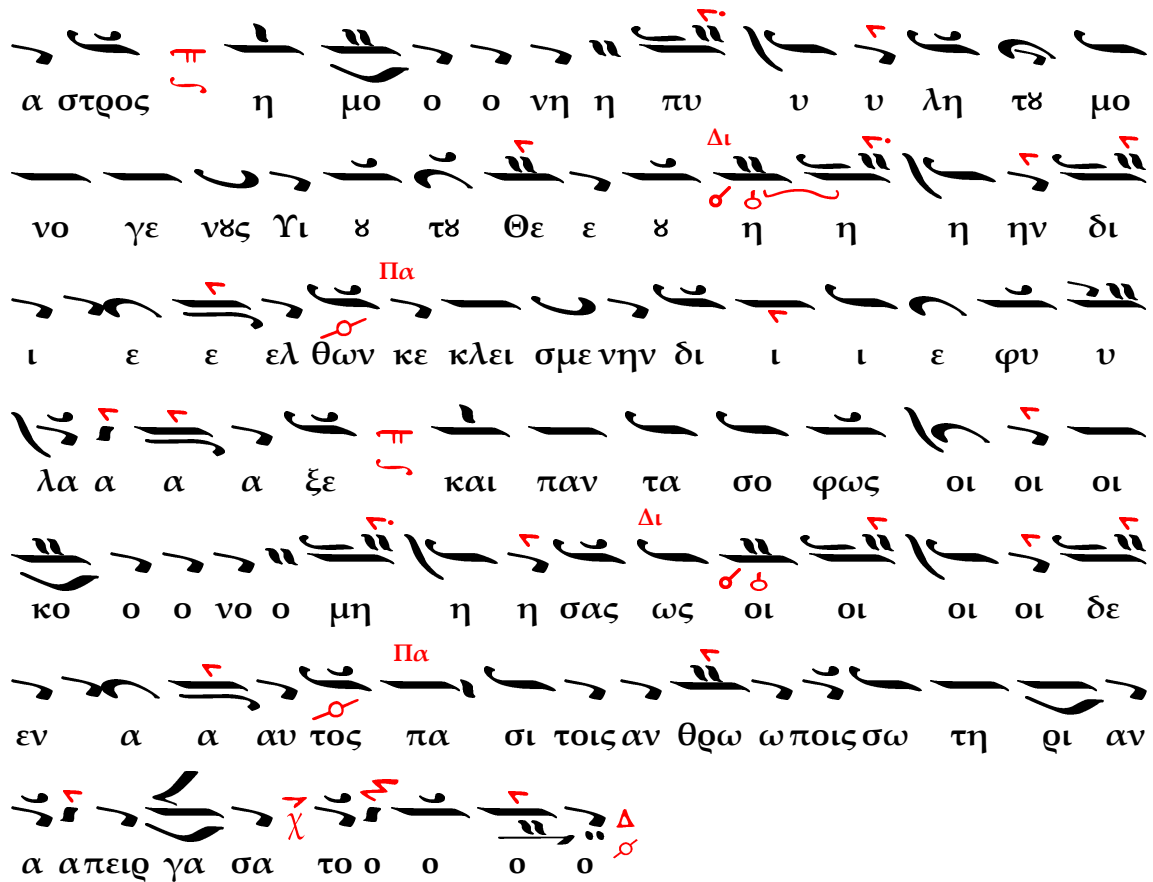 α στρος η μο ο ο νη η πυ υ υ λη τȣ μο
Δι
νο γε νȣς Υι ȣ τȣ Θε ε ȣ η η η ην δι
Πα
ι ε ε ελ θων κε κλει σμε νην δι ι ι ε φυ υ
λα α α α ξε και παν τα σο φως οι οι οι
Δι
κο ο ο νο ο μη η η σας ως οι οι οι οι δε
Πα
εν α α αυ τος πα σι τοις αν θρω ω ποις σω τη ρι αν
χ Δ
α α πειρ γα σα το ο ο ο ο